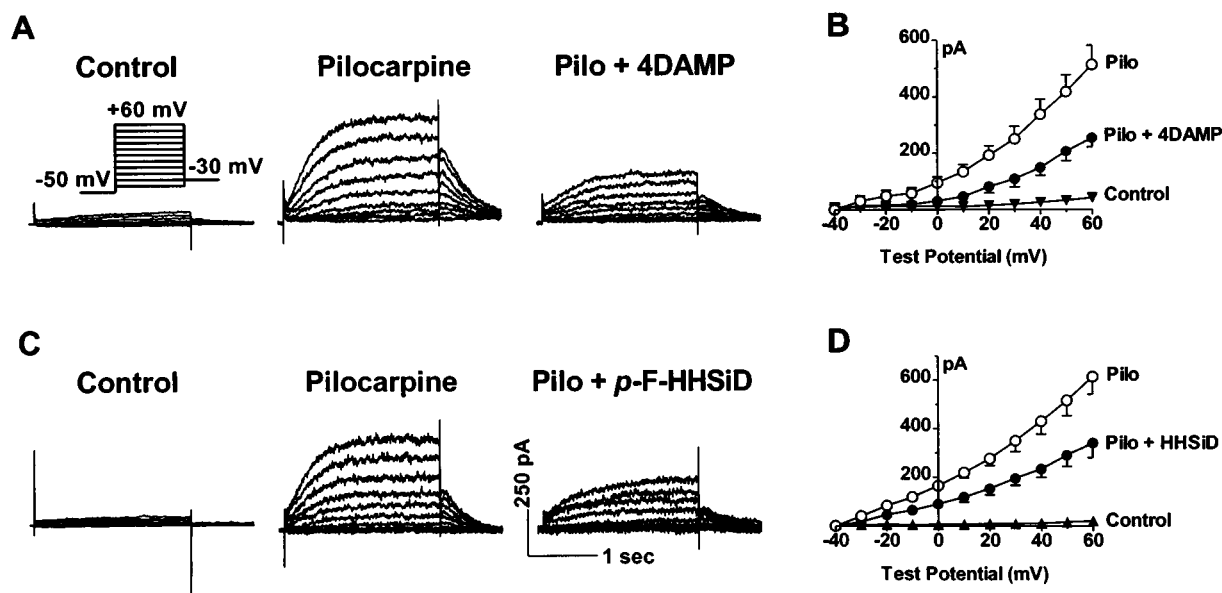 A
Control
+60 mV
-50 mV
-30 mV
Pilocarpine
Pilo + 4DAMP
B
600
pA
400
200
Pilo
Pilo + 4DAMP
Control
-40 -20 0 20 40 60
Test Potential (mV)
C
Control
Pilocarpine
Pilo + p-F-HHSiD
250 pA
1 sec
D
600
pA
400
200
Pilo
Pilo + HHSiD
Control
-40 -20 0 20 40 60
Test Potential (mV)